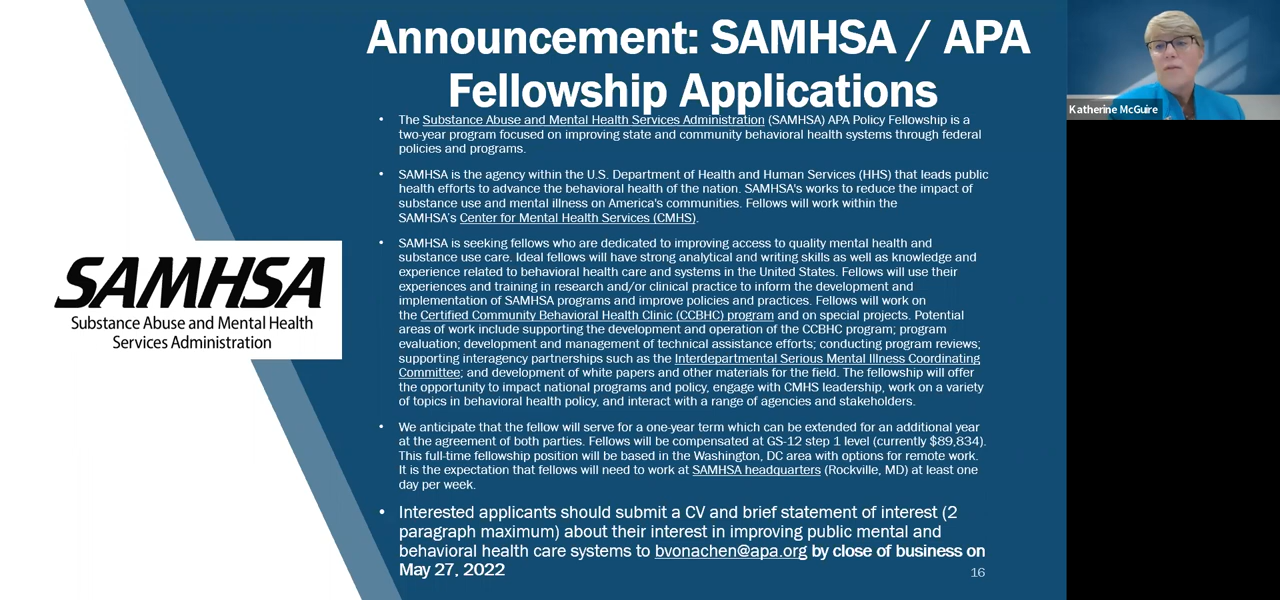 Announcement: SAMHSA / APA
Fellowship Applications
Katherine McGuire
• The Substance Abuse and Mental Health Services Administration (SAMHSA) APA Policy Fellowship is a
two-year program focused on improving state and community behavioral health systems through federal
policies and programs.
• SAMHSA is the agency within the U.S. Department of Health and Human Services (HHS) that leads public
health efforts to advance the behavioral health of the nation. SAMHSA's works to reduce the impact of
substance use and mental illness on America's communities. Fellows will work within the
SAMHSA's Center for Mental Health Services (CMHS).
• SAMHSA is seeking fellows who are dedicated to improving access to quality mental health and
substance use care. Ideal fellows will have strong analytical and writing skills as well as knowledge and
experience related to behavioral health care and systems in the United States. Fellows will use their
experiences and training in research and/or clinical practice to inform the development and
implementation of SAMHSA programs and improve policies and practices. Fellows will work on
the Certified Community Behavioral Health Clinic (CCBHC) program and on special projects. Potential
areas of work include supporting the development and operation of the CCBHC program; program
evaluation; development and management of technical assistance efforts; conducting program reviews;
supporting interagency partnerships such as the Interdepartmental Serious Mental Illness Coordinating
Committee; and development of white papers and other materials for the field. The fellowship will offer
the opportunity to impact national programs and policy, engage with CMHS leadership, work on a variety
of topics in behavioral health policy, and interact with a range of agencies and stakeholders.
• We anticipate that the fellow will serve for a one-year term which can be extended for an additional year
at the agreement of both parties. Fellows will be compensated at GS-12 step 1 level (currently $89,834).
This full-time fellowship position will be based in the Washington, DC area with options for remote work.
It is the expectation that fellows will need to work at SAMHSA headquarters (Rockville, MD) at least one
day per week.
• Interested applicants should submit a CV and brief statement of interest (2
paragraph maximum) about their interest in improving public mental and
behavioral health care systems to bvonachen@apa.org by close of business on
May 27, 2022
SAMHSA
Substance Abuse and Mental Health
Services Administration
16